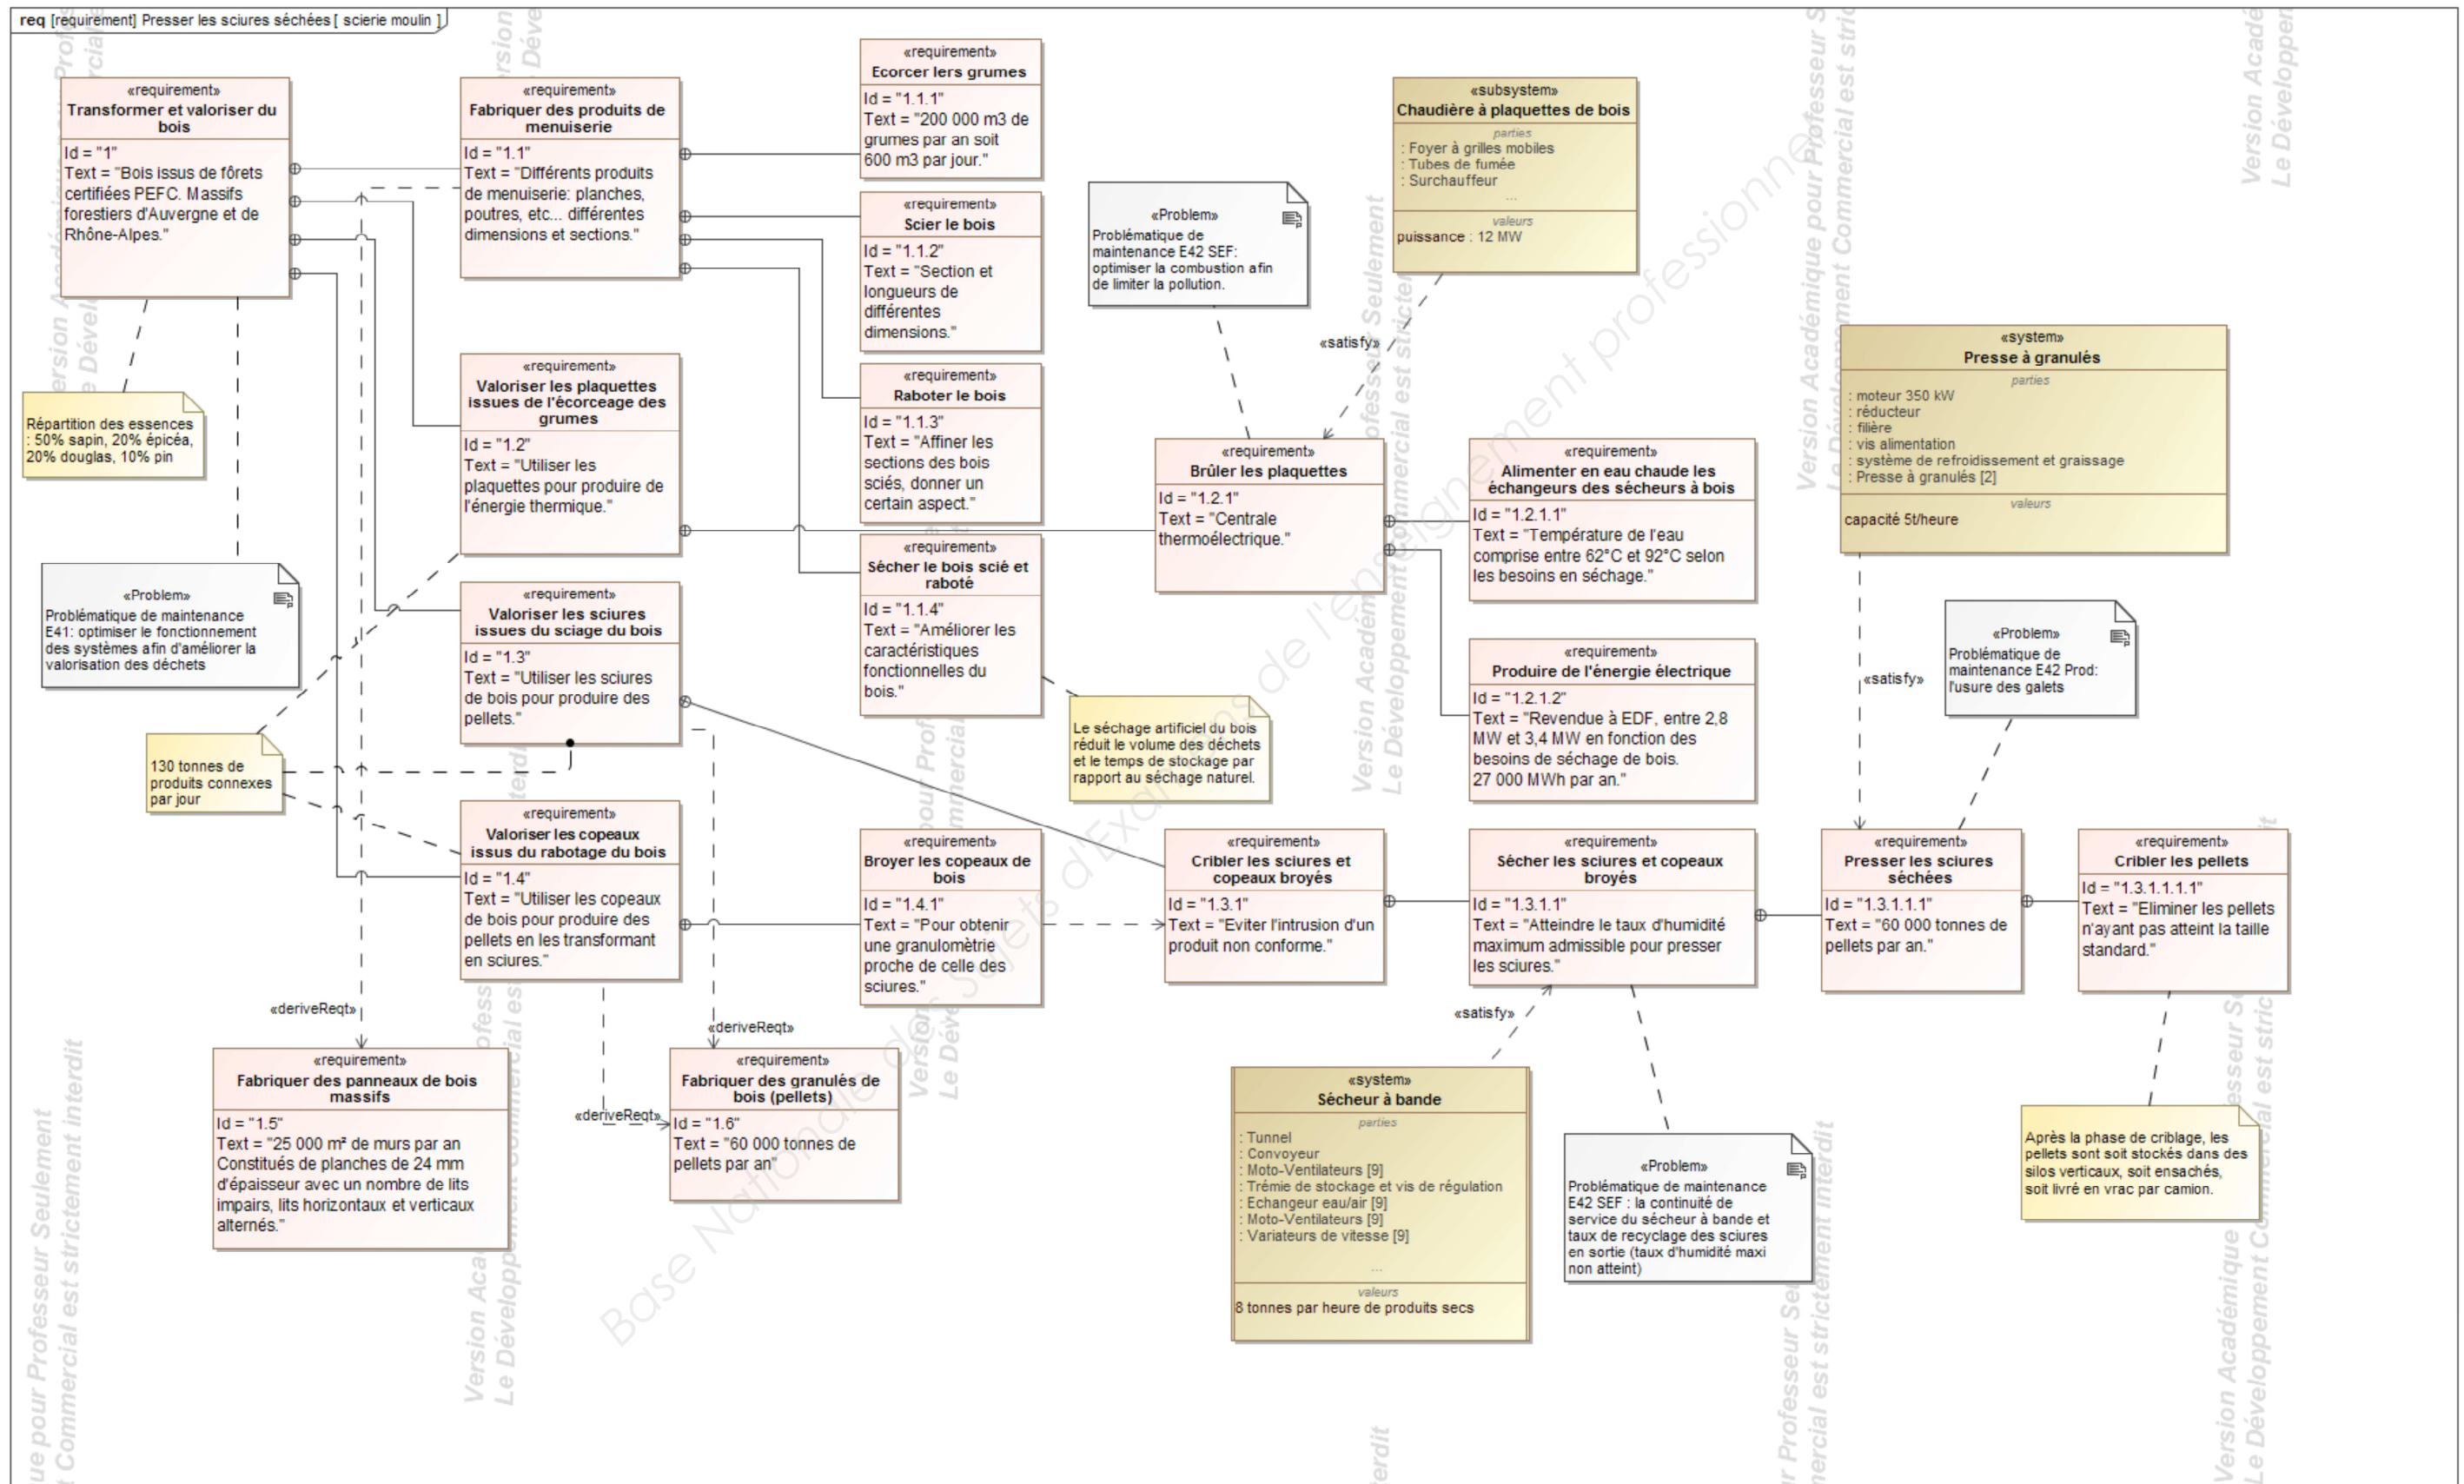 req [requirement] Presser les sciures séchées [ scierie moulin ]
«requirement»
Transformer et valoriser du
bois
Id = "1"
Text = "Bois issus de fôrets
certifiées PEFC. Massifs
forestiers d'Auvergne et de
Rhône-Alpes."
«requirement»
Fabriquer des produits de
menuiserie
Id = "1.1"
Text = "Différents produits
de menuiserie: planches,
poutres, etc... différentes
dimensions et sections."
«requirement»
Ecorcer lers grumes
Id = "1.1.1"
Text = "200 000 m3 de
grumes par an soit
600 m3 par jour."
«requirement»
Scier le bois
Id = "1.1.2"
Text = "Section et
longueurs de
différentes
dimensions."
«requirement»
Raboter le bois
Id = "1.1.3"
Text = "Affiner les
sections des bois
sciés, donner un
certain aspect."
«requirement»
Sécher le bois scié et
raboté
Id = "1.1.4"
Text = "Améliorer les
caractéristiques
fonctionnelles du
bois."
Le séchage artificiel du bois
réduit le volume des déchets
et le temps de stockage par
rapport au séchage naturel.
«Problem»
Problématique de
maintenance E42 SEF:
optimiser la combustion afin
de limiter la pollution.
«subsystem»
Chaudière à plaquettes de bois
parties
: Foyer à grilles mobiles
: Tubes de fumée
: Surchauffeur
...
valeurs
puissance : 12 MW
«satisfy»
«system»
Presse à granulés
parties
: moteur 350 kW
: réducteur
: filière
: vis alimentation
: système de refroidissement et graissage
: Presse à granulés [2]
valeurs
capacité 5t/heure
«satisfy»
Répartition des essences
: 50% sapin, 20% épicéa,
20% douglas, 10% pin
«Problem»
Problématique de maintenance
E41: optimiser le fonctionnement
des systèmes afin d'améliorer la
valorisation des déchets
130 tonnes de
produits connexes
par jour
«requirement»
Valoriser les plaquettes
issues de l'écorceage des
grumes
Id = "1.2"
Text = "Utiliser les
plaquettes pour produire de
l'énergie thermique."
«requirement»
Valoriser les sciures
issues du sciage du bois
Id = "1.3"
Text = "Utiliser les sciures
de bois pour produire des
pellets."
«requirement»
Valoriser les copeaux
issus du rabotage du bois
Id = "1.4"
Text = "Utiliser les copeaux
de bois pour produire des
pellets en les transformant
en sciures."
«requirement»
Brûler les plaquettes
Id = "1.2.1"
Text = "Centrale
thermoélectrique."
«requirement»
Alimenter en eau chaude les
échangeurs des sécheurs à bois
Id = "1.2.1.1"
Text = "Température de l'eau
comprise entre 62°C et 92°C selon
les besoins en séchage."
«requirement»
Produire de l'énergie électrique
Id = "1.2.1.2"
Text = "Revendue à EDF, entre 2,8
MW et 3,4 MW en fonction des
besoins de séchage de bois.
27 000 MWh par an."
«Problem»
Problématique de
maintenance E42 Prod:
l'usure des galets
«requirement»
Broyer les copeaux de
bois
Id = "1.4.1"
Text = "Pour obtenir
une granulomètrie
proche de celle des
sciures."
«requirement»
Cribler les sciures et
copeaux broyés
Id = "1.3.1"
Text = "Eviter l'intrusion d'un
produit non conforme."
«requirement»
Sécher les sciures et copeaux
broyés
Id = "1.3.1.1"
Text = "Atteindre le taux d'humidité
maximum admissible pour presser
les sciures."
«requirement»
Presser les sciures
séchées
Id = "1.3.1.1.1"
Text = "60 000 tonnes de
pellets par an."
«requirement»
Cribler les pellets
Id = "1.3.1.1.1.1"
Text = "Eliminer les pellets
n'ayant pas atteint la taille
standard."
«deriveReqt»
«deriveReqt»
«deriveReqt»
«satisfy»
«requirement»
Fabriquer des panneaux de bois
massifs
Id = "1.5"
Text = "25 000 m² de murs par an
Constitués de planches de 24 mm
d'épaisseur avec un nombre de lits
impairs, lits horizontaux et verticaux
alternés."
«requirement»
Fabriquer des granulés de
bois (pellets)
Id = "1.6"
Text = "60 000 tonnes de
pellets par an"
«system»
Sécheur à bande
parties
: Tunnel
: Convoyeur
: Moto-Ventilateurs [9]
: Trémie de stockage et vis de régulation
: Echangeur eau/air [9]
: Moto-Ventilateurs [9]
: Variateurs de vitesse [9]
...
valeurs
8 tonnes par heure de produits secs
«Problem»
Problématique de maintenance
E42 SEF : la continuité de
service du sécheur à bande et
taux de recyclage des sciures
en sortie (taux d'humidité maxi
non atteint)
Après la phase de criblage, les
pellets sont soit stockés dans des
silos verticaux, soit ensachés,
soit livré en vrac par camion.
Base Nationale des Sujets d'Examens de l'enseignement professionnel